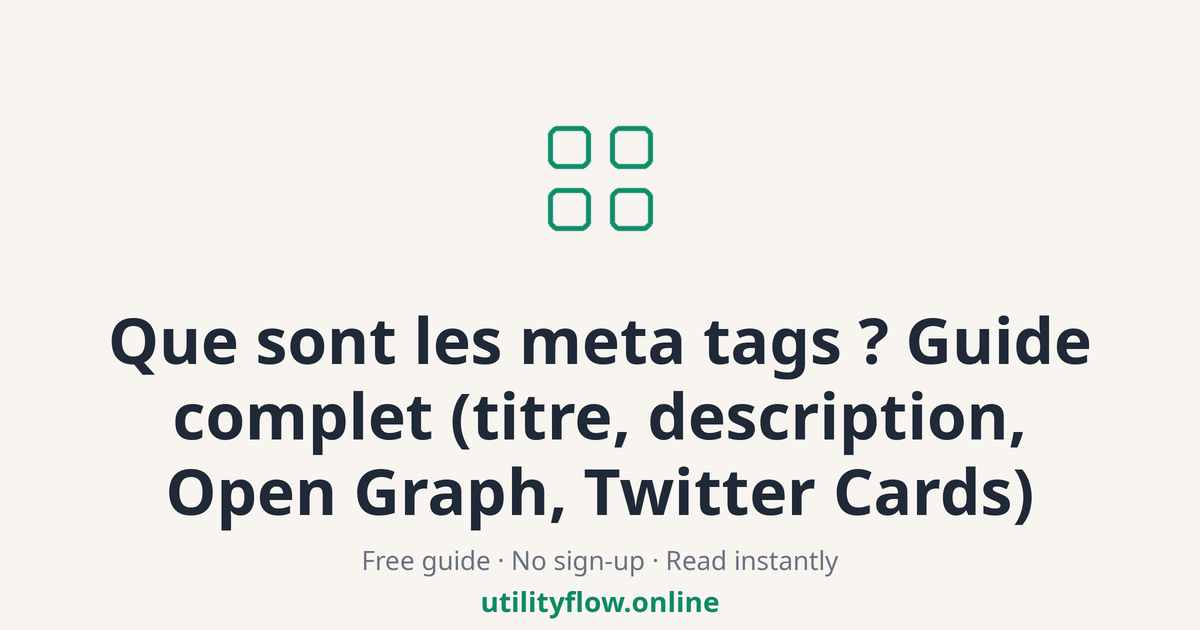 Que sont les meta tags ? Guide
complet (titre, description,
Open Graph, Twitter Cards)
Free guide · No sign-up · Read instantly
utilityflow.online